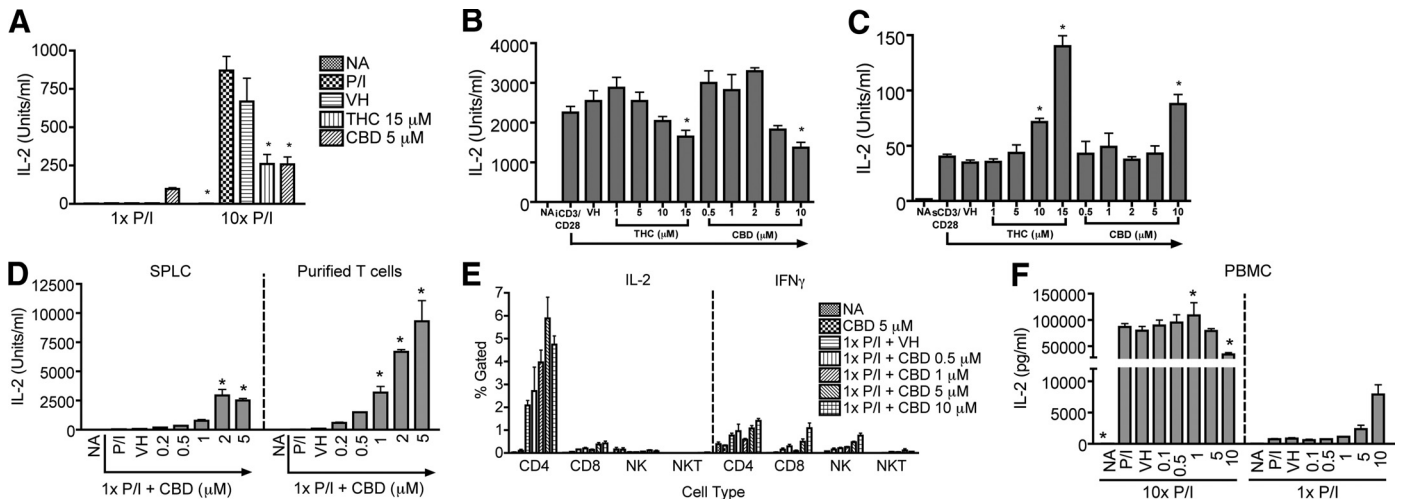 A
IL-2 (Units/ml)
1000
750
500
250
0
*
*
*
1x P/I
10x P/I
NA
P/I
VH
THC 15 μM
CBD 5 μM
B
IL-2 (Units/ml)
4000
3000
2000
1000
0
*
*
NA iCD3/ VH 1 5 10 15 0.5 1 2 5 10
CD28
THC (μM)
CBD (μM)
C
IL-2 (Units/ml)
150
100
50
0
*
*
*
NA sCD3/ VH 1 5 10 15 0.5 1 2 5 10
CD28
THC (μM)
CBD (μM)
D
SPLC
Purified T cells
IL-2 (Units/ml)
12500
10000
7500
5000
2500
0
*
*
*
*
*
NA P/I VH 0.2 0.5 1 2 5
NA P/I VH 0.2 0.5 1 2 5
1x P/I + CBD (μM)
1x P/I + CBD (μM)
E
IL-2
IFNγ
% Gated
7
6
5
4
3
2
1
0
CD4 CD8 NK NKT CD4 CD8 NK NKT
Cell Type
NA
CBD 5 μM
1x P/I + VH
1x P/I + CBD 0.5 μM
1x P/I + CBD 1 μM
1x P/I + CBD 5 μM
1x P/I + CBD 10 μM
F
PBMC
IL-2 (pg/ml)
150000
100000
50000
10000
5000
0
*
*
*
NA P/I VH 0.1 0.5 1 5 10
NA P/I VH 0.1 0.5 1 5 10
10x P/I
1x P/I